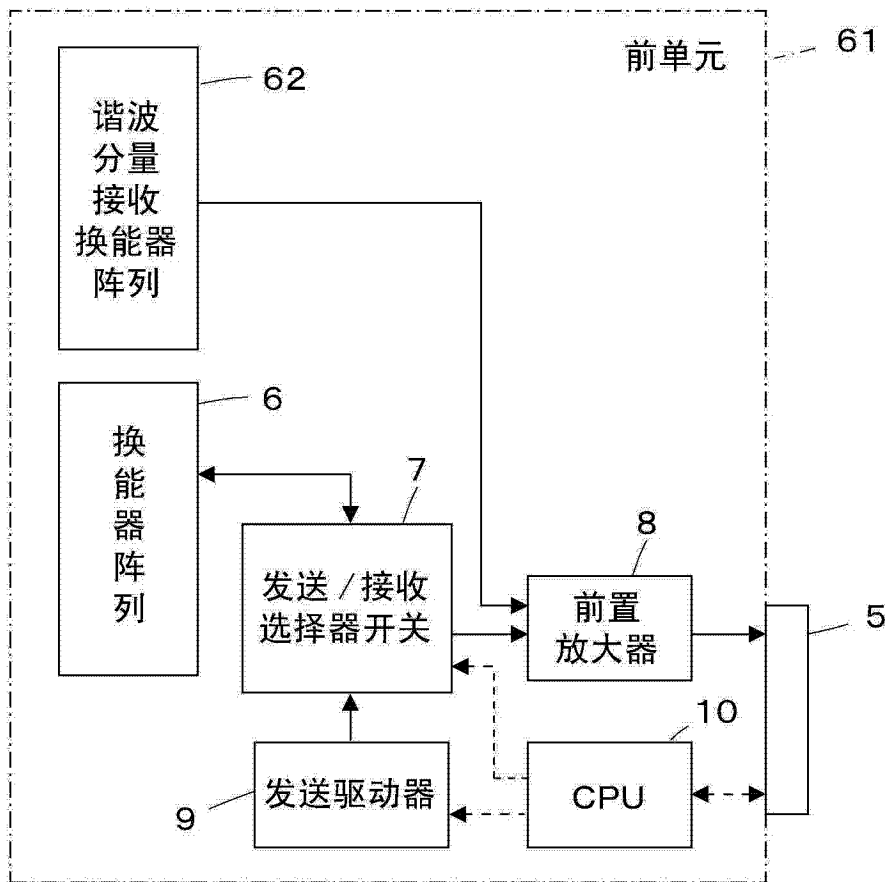 前单元
61
62
谐波
分量
接收
换能器
阵列
6
换
能
器
阵
列
7
发送／接收
选择器开关
8
前置
放大器
5
10
CPU
9
发送驱动器